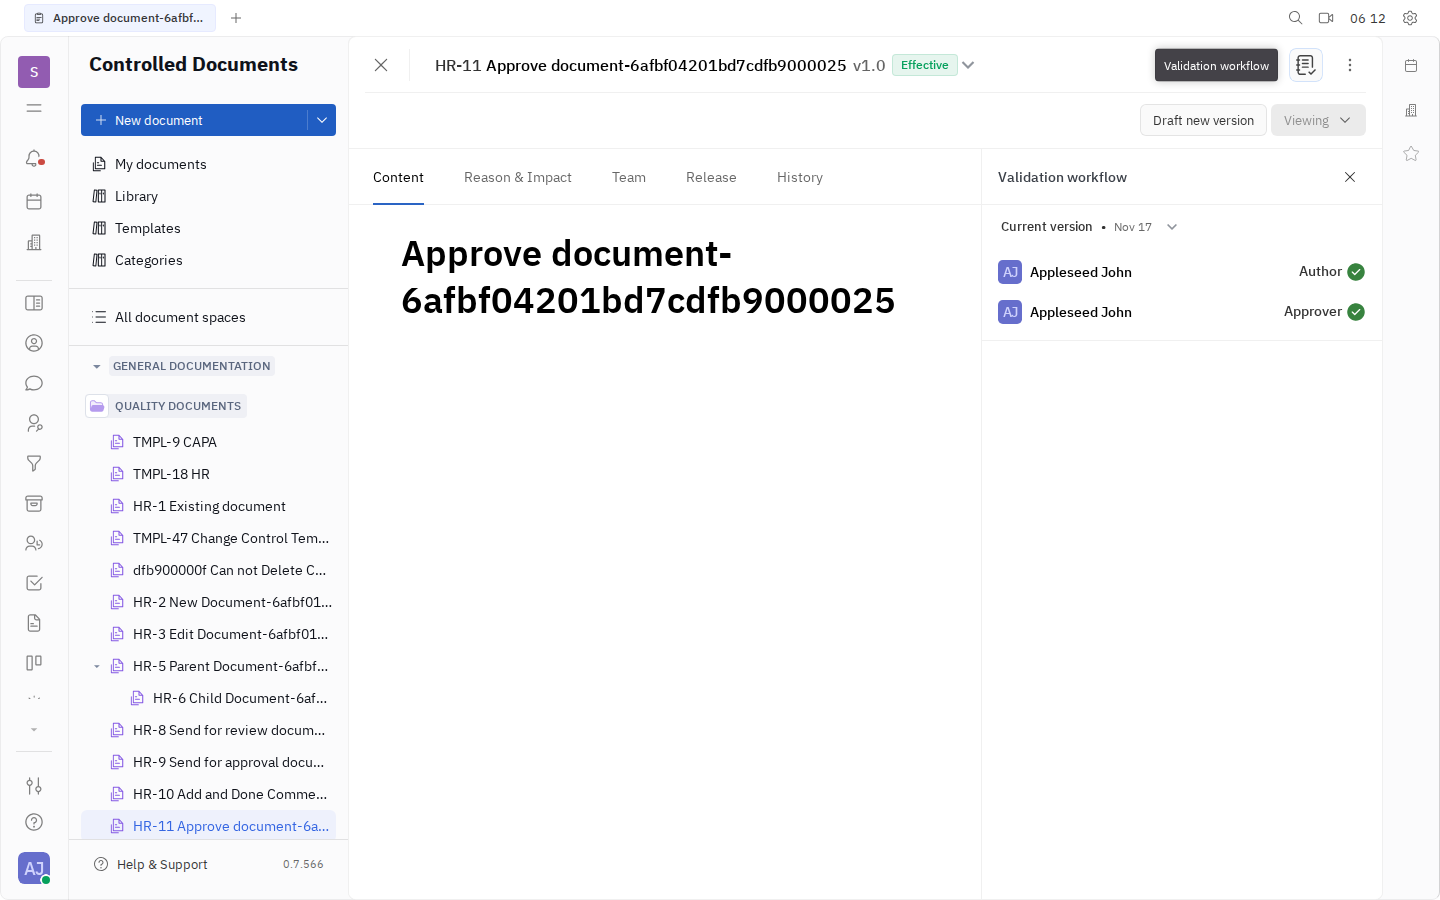 Approve document-6afbf...
06 12
S
Controlled Documents
New document
My documents
Library
Templates
Categories
All document spaces
GENERAL DOCUMENTATION
QUALITY DOCUMENTS
TMPL-9 CAPA
TMPL-18 HR
HR-1 Existing document
TMPL-47 Change Control Tem...
dfb900000f Can not Delete C...
HR-2 New Document-6afbf01...
HR-3 Edit Document-6afbf01...
HR-5 Parent Document-6afbf...
HR-6 Child Document-6af...
HR-8 Send for review docum...
HR-9 Send for approval docu...
HR-10 Add and Done Comme...
HR-11 Approve document-6a...
Help & Support 0.7.566
AJ
HR-11 Approve document-6afbf04201bd7cdfb9000025 v1.0 Effective
Validation workflow
Draft new version
Viewing
Content Reason & Impact Team Release History
Approve document-
6afbf04201bd7cdfb9000025
Validation workflow
Current version • Nov 17
AJ Appleseed John Author
AJ Appleseed John Approver